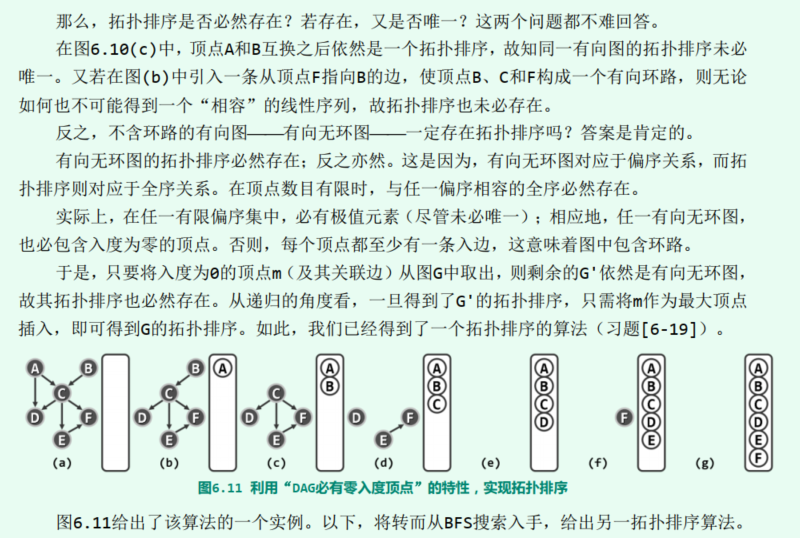 那么，拓扑排序是否必然存在？若存在，又是否唯一？这两个问题都不难回答。
在图6.10(c)中，顶点A和B互换之后依然是一个拓扑排序，故知同一有向图的拓扑排序未必
唯一。又若在图(b)中引入一条从顶点F指向B的边，使顶点B、C和F构成一个有向环路，则无论
如何也不可能得到一个“相容”的线性序列，故拓扑排序也未必存在。
反之，不含环路的有向图——有向无环图——一定存在拓扑排序吗？答案是肯定的。
有向无环图的拓扑排序必然存在；反之亦然。这是因为，有向无环图对应于偏序关系，而拓
扑排序则对应于全序关系。在顶点数目有限时，与任一偏序相容的全序必然存在。
实际上，在任一有限偏序集中，必有极值元素（尽管未必唯一）；相应地，任一有向无环图，
也必包含入度为零的顶点。否则，每个顶点都至少有一条入边，这意味着图中包含环路。
于是，只要将入度为0的顶点m（及其关联边）从图G中取出，则剩余的G'依然是有向无环图，
故其拓扑排序也必然存在。从递归的角度看，一旦得到了G'的拓扑排序，只需将m作为最大顶点
插入，即可得到G的拓扑排序。如此，我们已经得到了一个拓扑排序的算法（习题[6-19]）。
A B C D F E (a)
B C D F E A (b)
C D F E A B (c)
D F E A B C (d)
A B C D (e)
F A B C D E (f)
A B C D E F (g)
图6.11 利用“DAG必有零入度顶点”的特性，实现拓扑排序
图6.11给出了该算法的一个实例。以下，将转而从BFS搜索入手，给出另一拓扑排序算法。